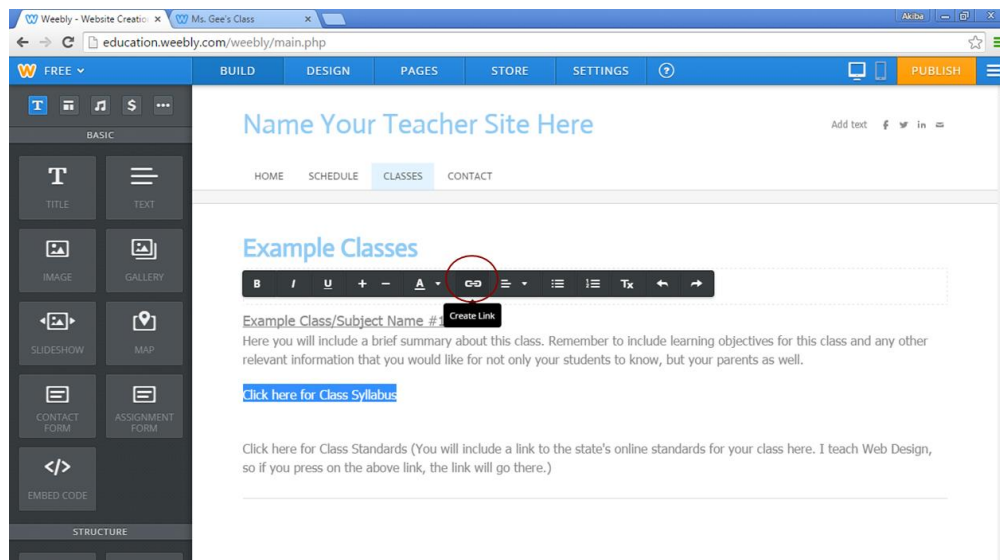 Weebly - Website Creatio
Ms. Gee's Class
Akiba
education.weebly.com/weebly/main.php
FREE
BUILD
DESIGN
PAGES
STORE
SETTINGS
?
PUBLISH
T
$
BASIC
Name Your Teacher Site Here
Add text
f
in
HOME
SCHEDULE
CLASSES
CONTACT
T
TITLE
TEXT
Example Classes
IMAGE
GALLERY
B
I
U
+
−
A
Tx
Create Link
Example Class/Subject Name #1
Here you will include a brief summary about this class. Remember to include learning objectives for this class and any other
relevant information that you would like for not only your students to know, but your parents as well.
SLIDESHOW
MAP
Click here for Class Syllabus
CONTACT
FORM
ASSIGNMENT
FORM
Click here for Class Standards (You will include a link to the state's online standards for your class here. I teach Web Design,
so if you press on the above link, the link will go there.)
</>
EMBED CODE
STRUCTURE